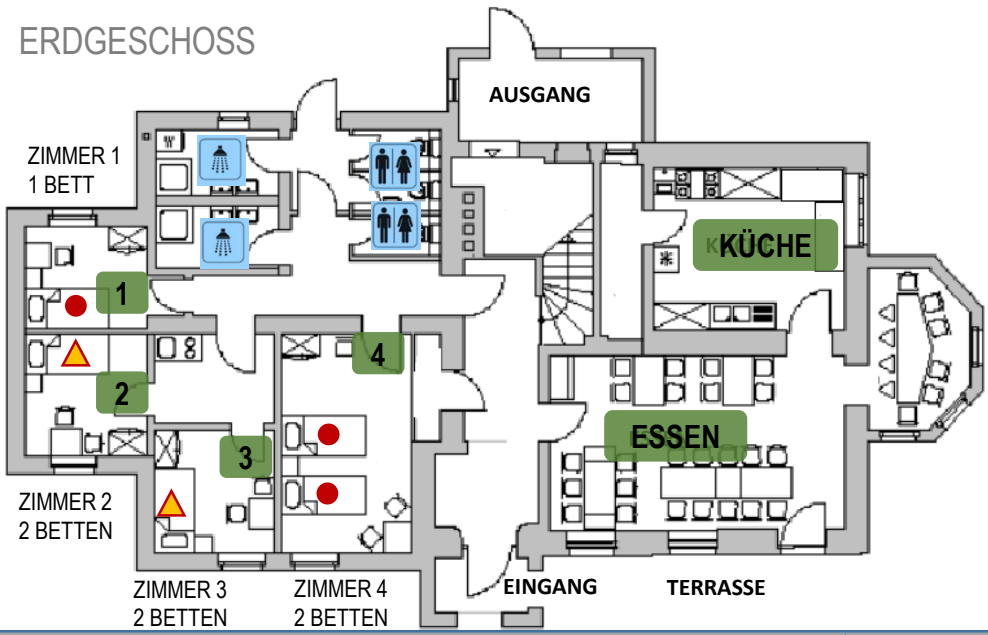 ERDGESCHOSS
AUSGANG
ZIMMER 1
1 BETT
KÜCHE
1
4
2
ESSEN
3
ZIMMER 2
2 BETTEN
ZIMMER 3
2 BETTEN
ZIMMER 4
2 BETTEN
EINGANG
TERRASSE